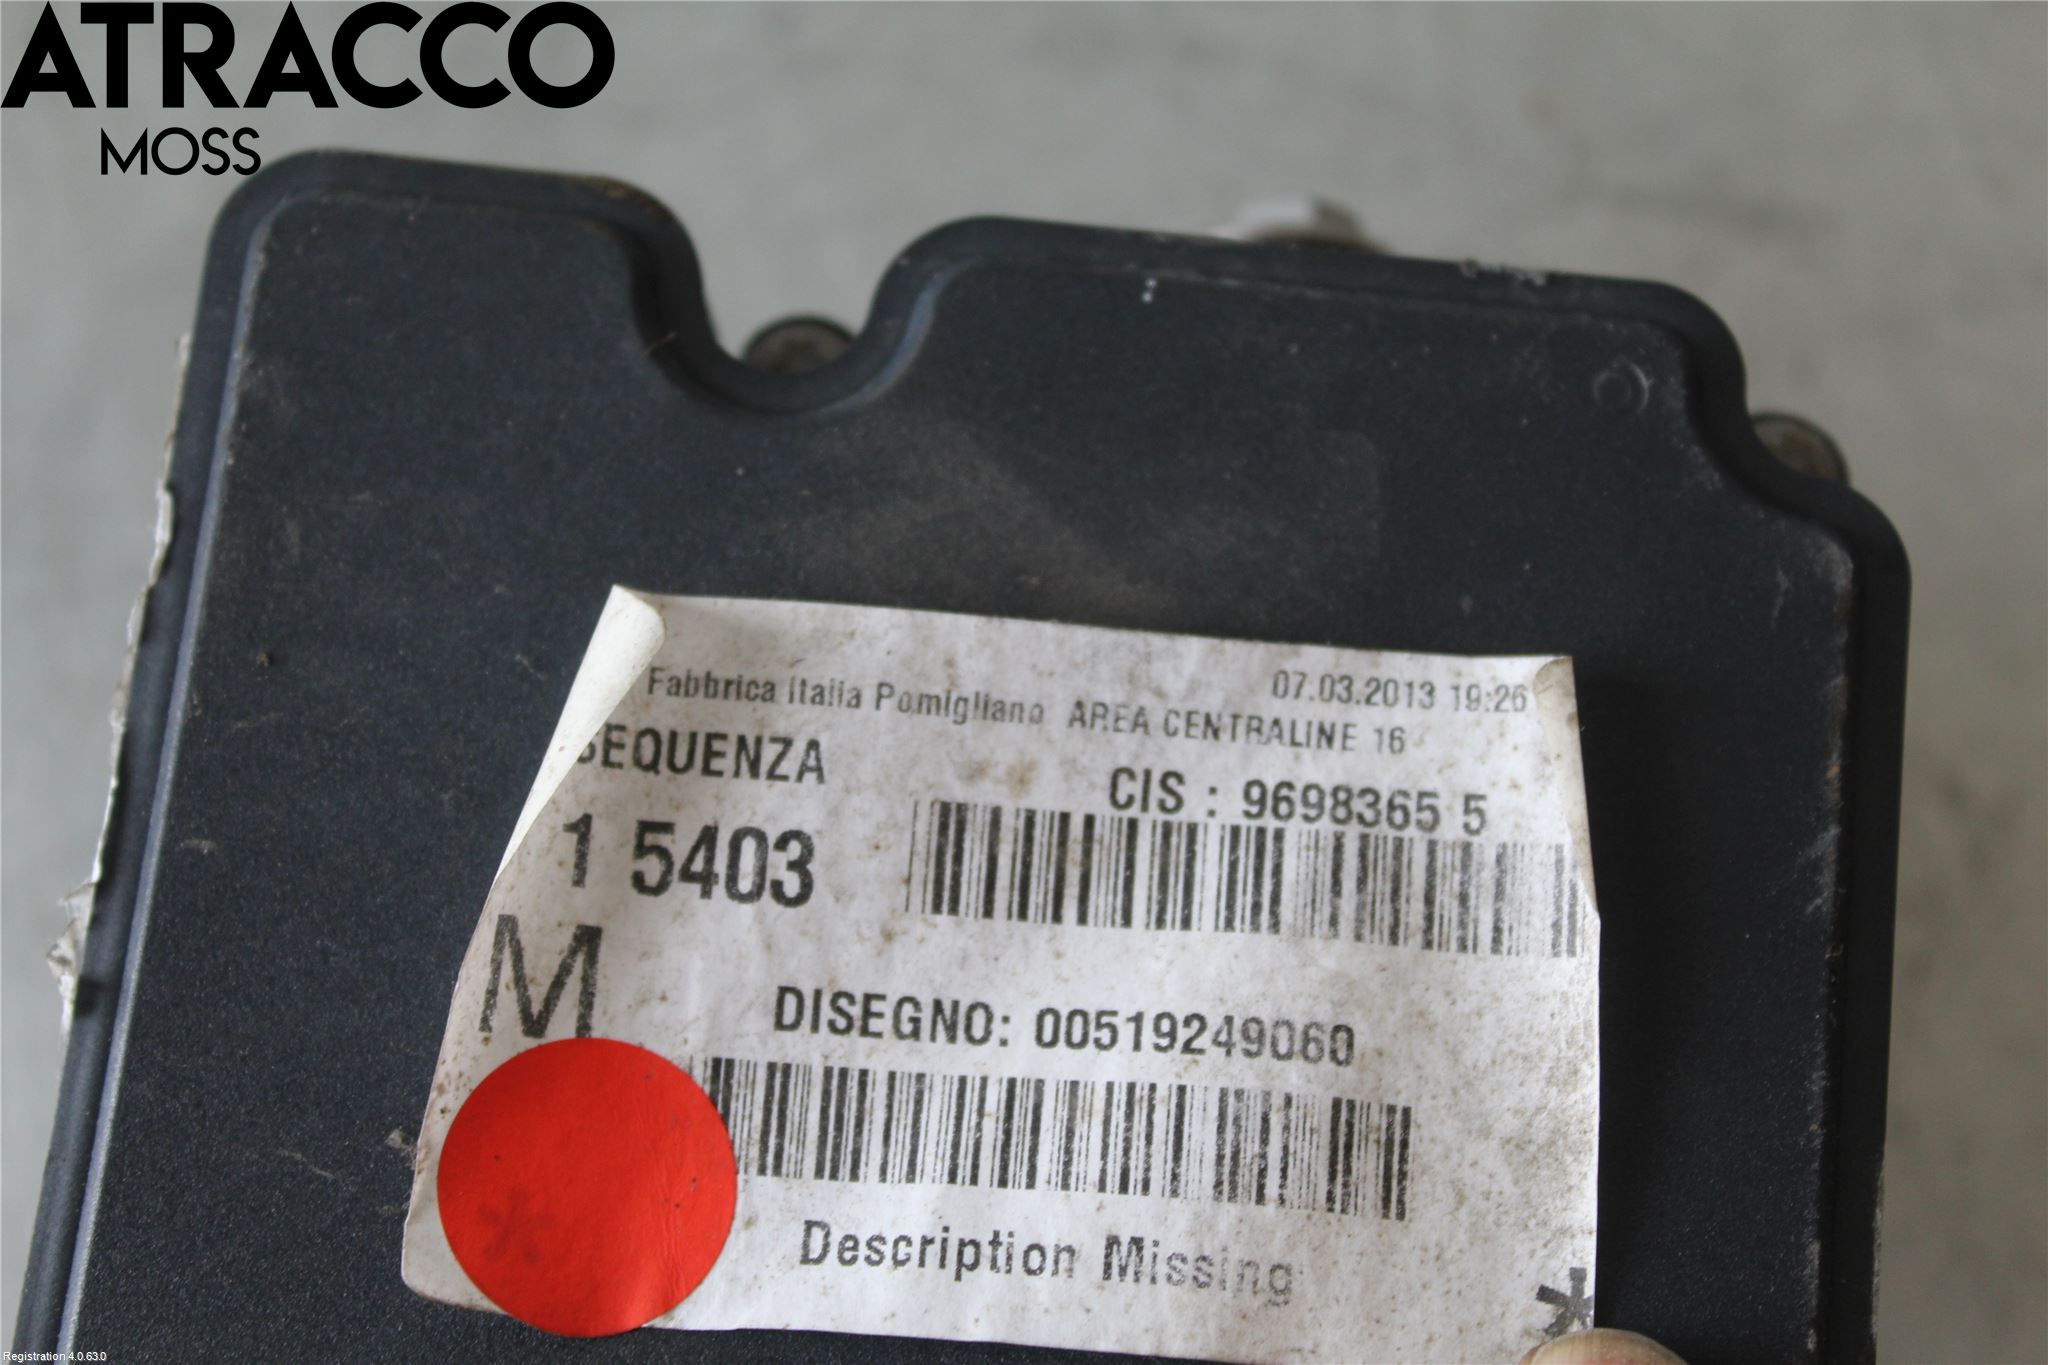 ATRACCO
MOSS
Fabbrica Italia Pomigliano AREA CENTRALINE 16
07.03.2013 19:26
SEQUENZA
CIS : 9698365 5
1 5403
M
DISEGNO: 00519249060
Description Missing
*
*
Registration 4.0.63.0